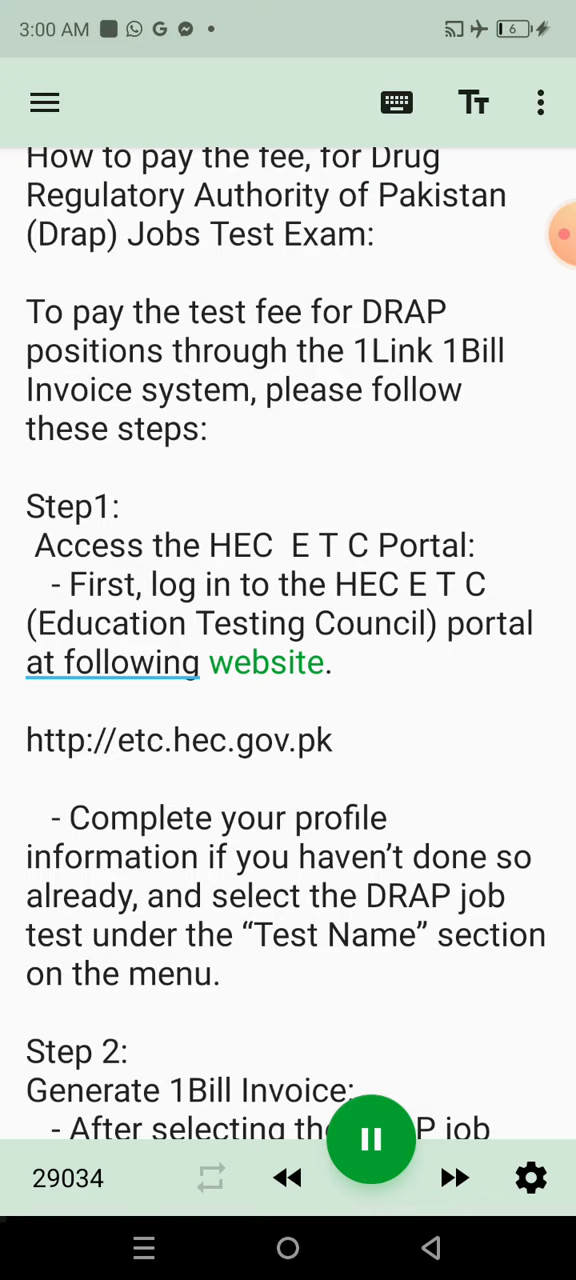 3:00 AM
6
How to pay the fee, for Drug
Regulatory Authority of Pakistan
(Drap) Jobs Test Exam:
To pay the test fee for DRAP
positions through the 1Link 1Bill
Invoice system, please follow
these steps:
Step1:
Access the HEC  E T C Portal:
- First, log in to the HEC E T C
(Education Testing Council) portal
at following website.
http://etc.hec.gov.pk
- Complete your profile
information if you haven’t done so
already, and select the DRAP job
test under the “Test Name” section
on the menu.
Step 2:
Generate 1Bill Invoice:
- After selecting P job
29034